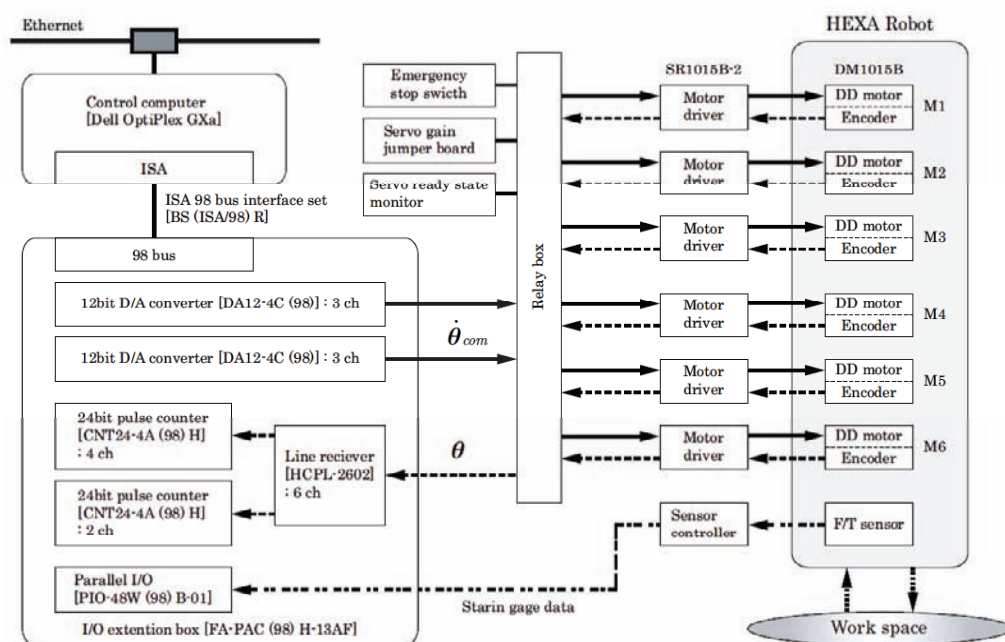 Ethernet
HEXA Robot
Control computer
[Dell OptiPlex GXa]
ISA
ISA 98 bus interface set
[BS (ISA/98) R]
98 bus
12bit D/A converter [DA12-4C (98)] : 3 ch
12bit D/A converter [DA12-4C (98)] : 3 ch
24bit pulse counter
[CNT24-4A (98) H]
: 4 ch
24bit pulse counter
[CNT24-4A (98) H]
: 2 ch
Line reciever
[HCPL-2602]
: 6 ch
Parallel I/O
[PIO-48W (98) B-01]
I/O extention box [FA-PAC (98) H-13AF]
θ̇com
θ
Starin gage data
Emergency
stop swicth
Servo gain
jumper board
Servo ready state
monitor
Relay box
SR1015B-2
DM1015B
Motor
driver
DD motor
Encoder
M1
Motor
driver
DD motor
Encoder
M2
Motor
driver
DD motor
Encoder
M3
Motor
driver
DD motor
Encoder
M4
Motor
driver
DD motor
Encoder
M5
Motor
driver
DD motor
Encoder
M6
Sensor
controller
F/T sensor
Work space